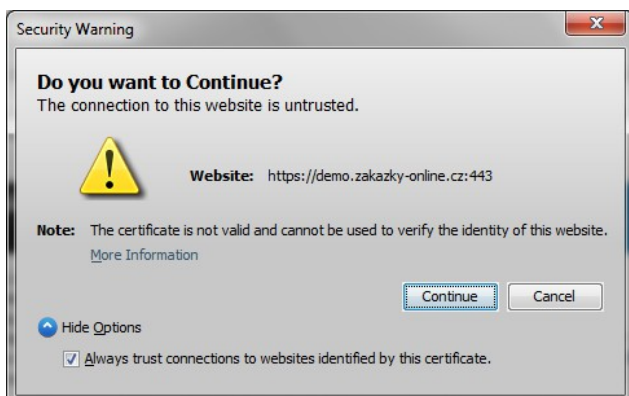 Security Warning
Do you want to Continue?
The connection to this website is untrusted.
Website: https://demo.zakazky-online.cz:443
Note: The certificate is not valid and cannot be used to verify the identity of this website.
More Information
Continue Cancel
Hide Options
Always trust connections to websites identified by this certificate.